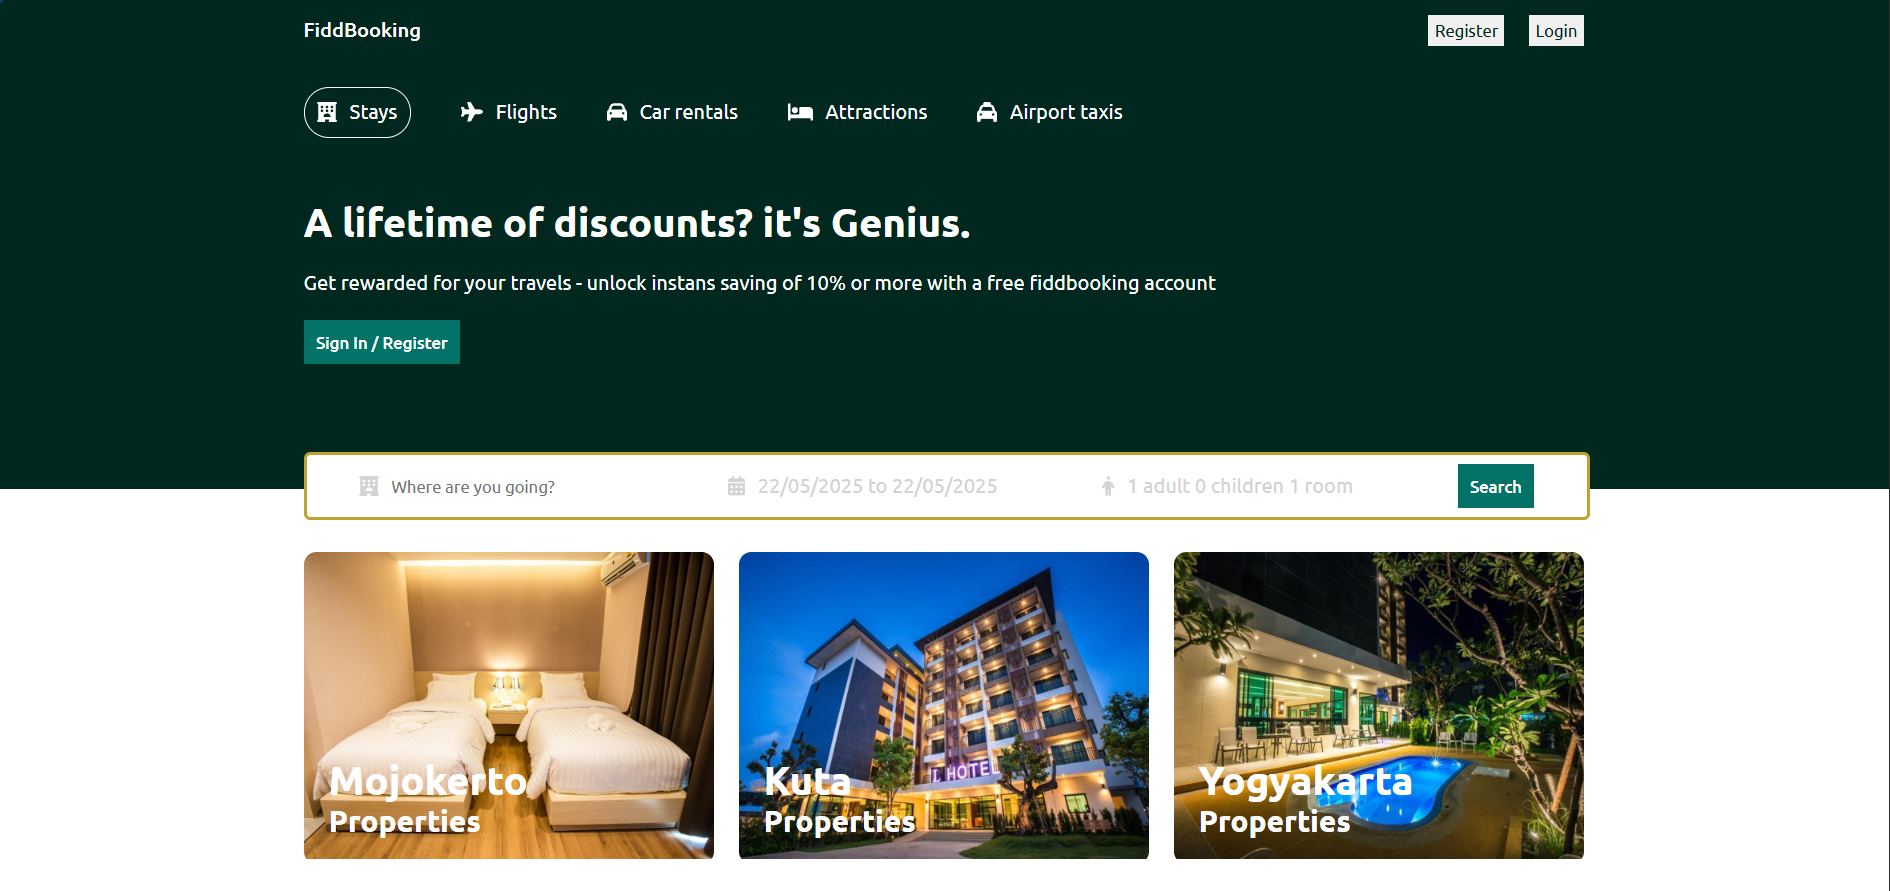 FiddBooking
Register
Login
Stays
Flights
Car rentals
Attractions
Airport taxis
A lifetime of discounts? it's Genius.
Get rewarded for your travels - unlock instans saving of 10% or more with a free fiddbooking account
Sign In / Register
Where are you going?
22/05/2025 to 22/05/2025
1 adult 0 children 1 room
Search
Mojokerto
Properties
I HOTEL
Kuta
Properties
Yogyakarta
Properties